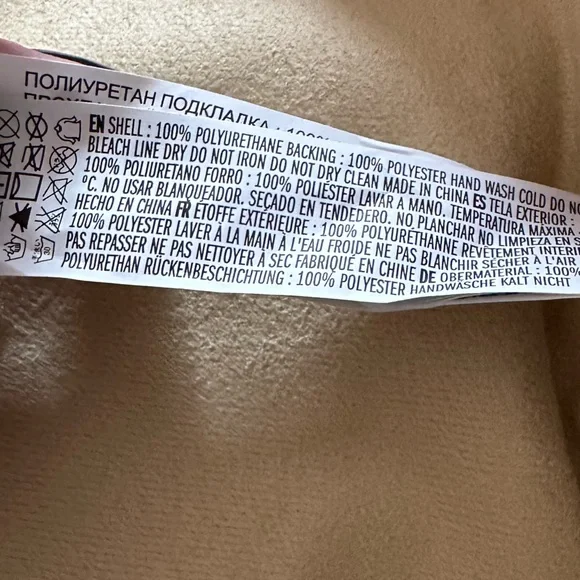 ПОЛИУРЕТАН ПОДКЛАДКА : 100%
EN SHELL : 100% POLYURETHANE BACKING : 100% POLYESTER HAND WASH COLD DO NO
BLEACH LINE DRY DO NOT IRON DO NOT DRY CLEAN MADE IN CHINA ES TELA EXTERIOR :
100% POLIURETANO FORRO : 100% POLIÉSTER LAVAR A MANO. TEMPERATURA MÁXIMA
°C. NO USAR BLANQUEADOR. SEÇADO EN TENDEDERO. NO PLANCHAR NO LIMPIEZA EN S
HECHO EN CHINA FR ÉTOFFE EXTÉRIEURE : 100% POLYURÉTHANNE REVÊTEMENT INTÉRIE
100% POLYESTER LAVER À LA MAIN À L'EAU FROIDE NE PAS BLANCHIR SÉCHER À L'AIR
PAS REPASSER NE PAS NETTOYER À SEC FABRIQUÉ EN CHINE DE OBERMATERIAL : 100%
POLYURETHAN RÜCKENBESCHICHTUNG : 100% POLYESTER HANDWÄSCHE KALT NICHT